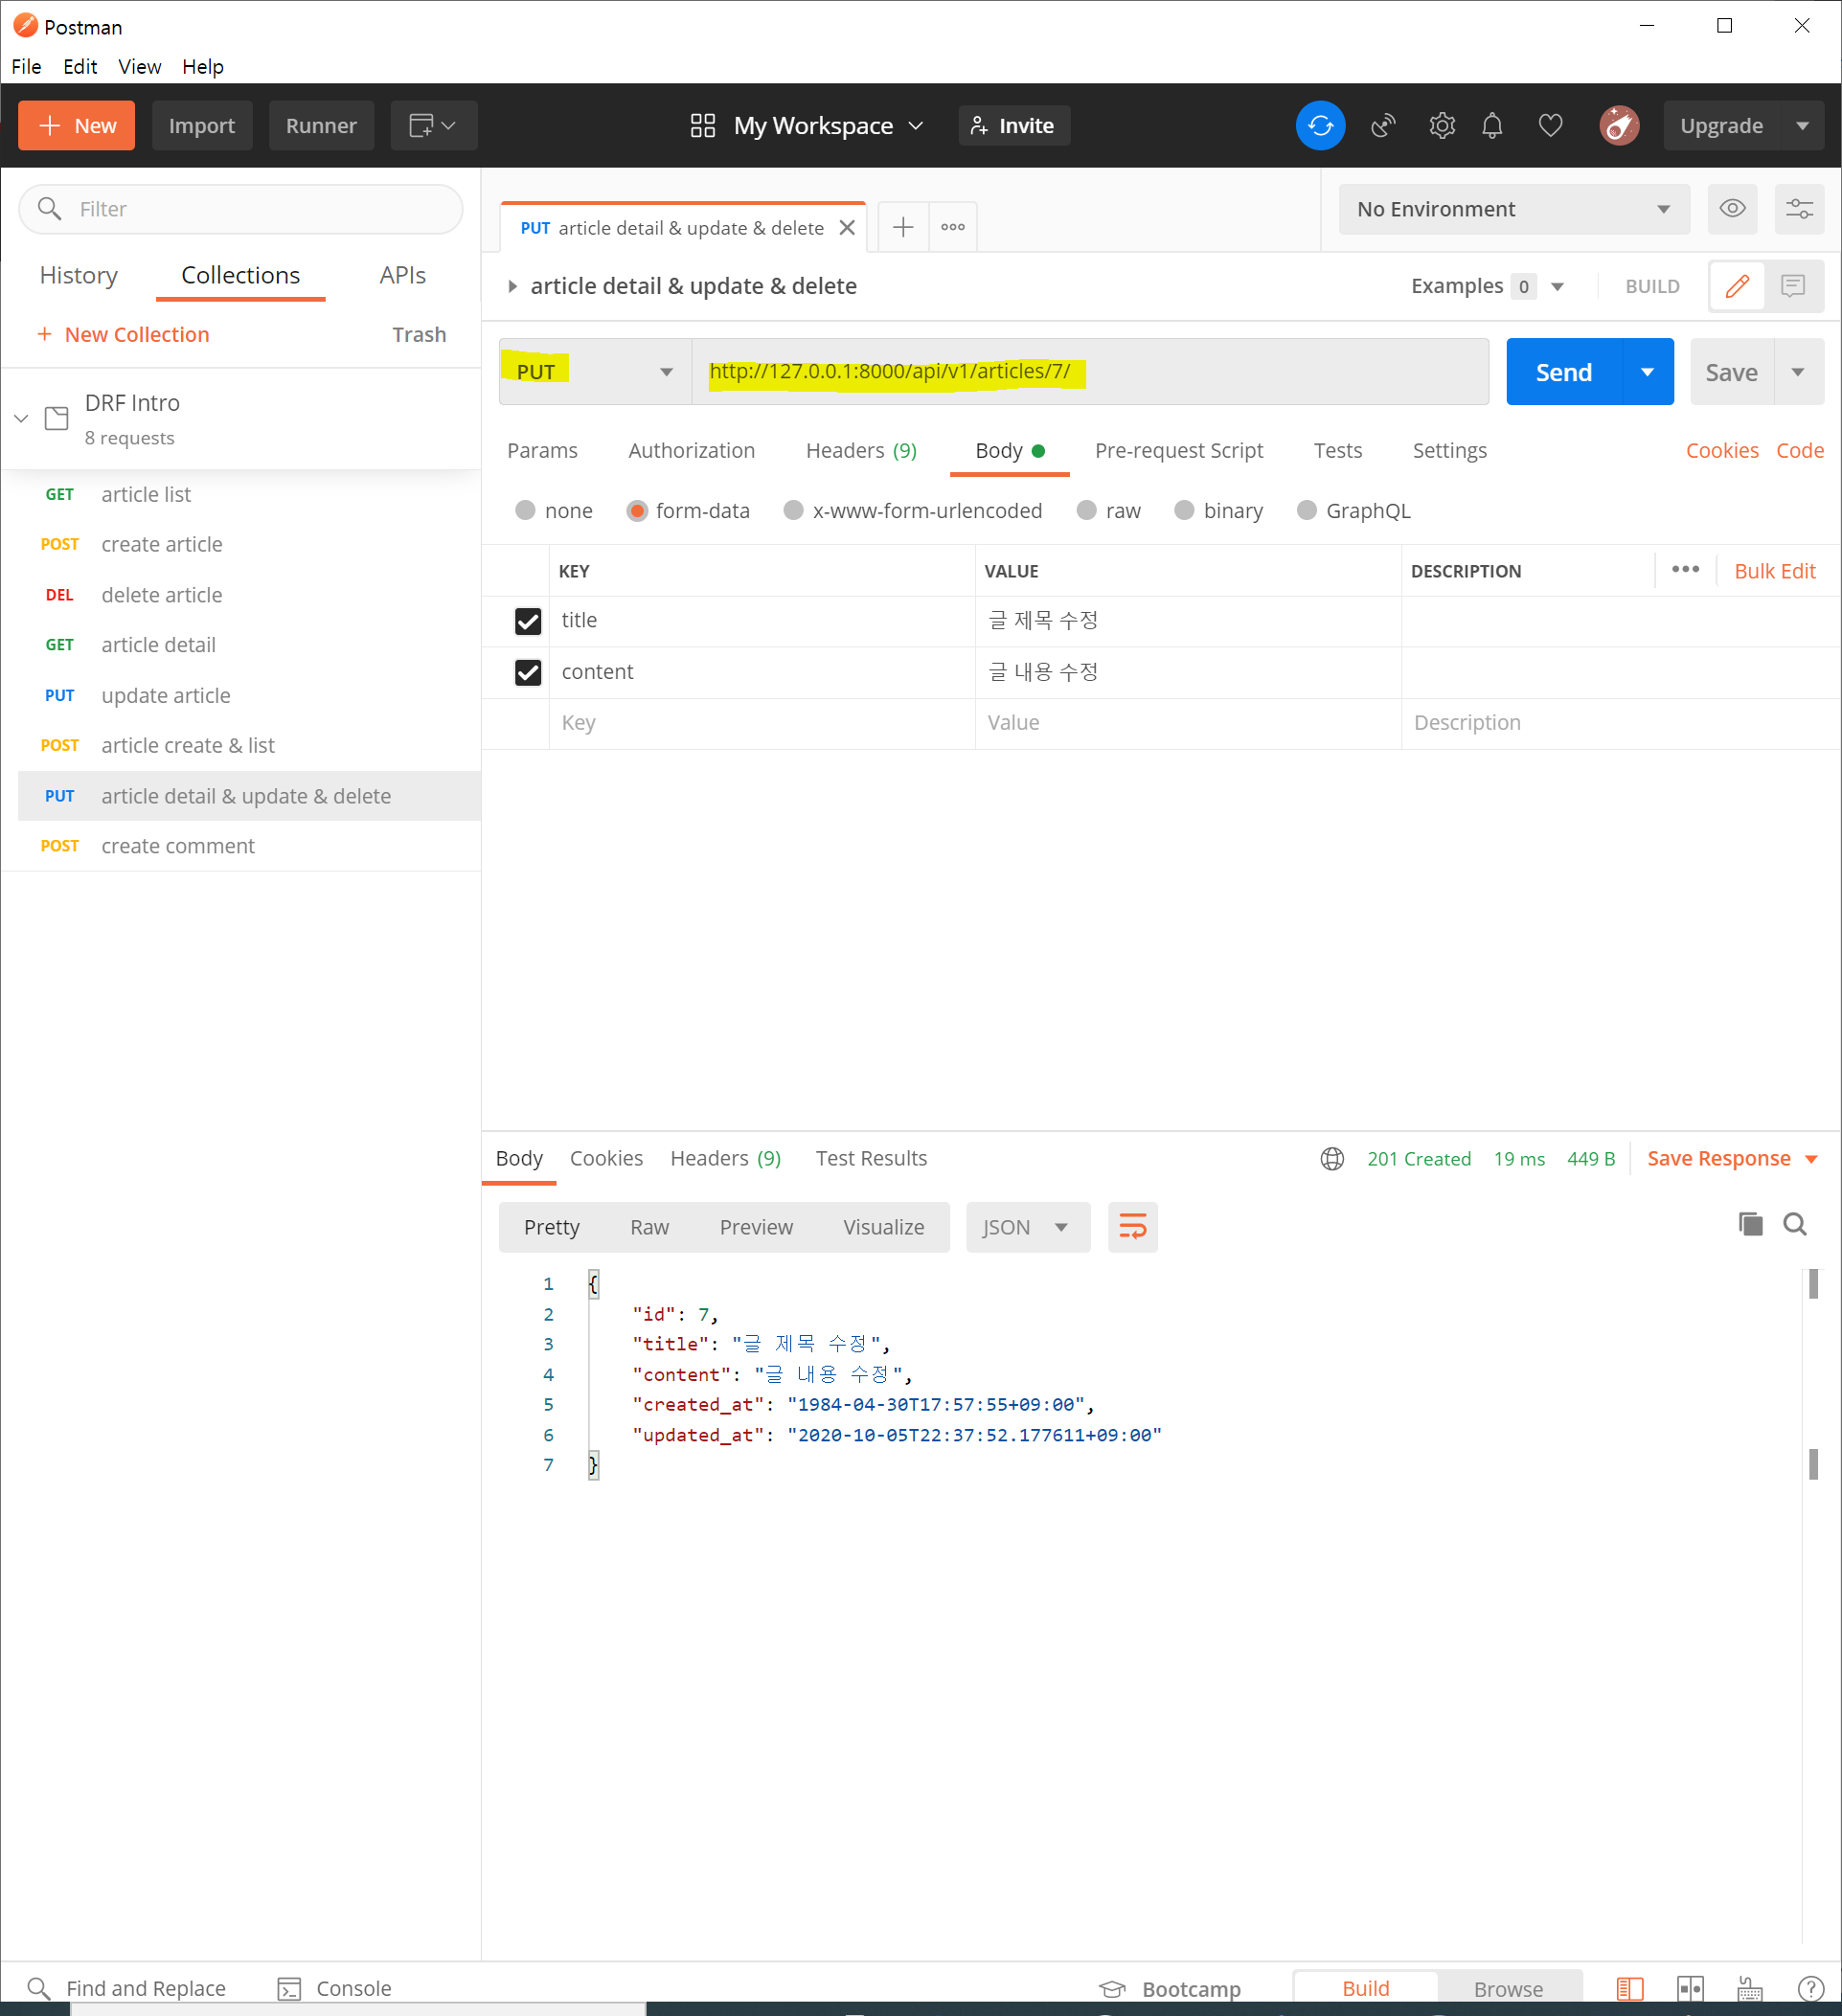 Postman
File Edit View Help
+ New Import Runner My Workspace Invite Upgrade
Filter
History Collections APIs
+ New Collection Trash
DRF Intro
8 requests
GET article list
POST create article
DEL delete article
GET article detail
PUT update article
POST article create & list
PUT article detail & update & delete
POST create comment
PUT article detail & update & delete
No Environment
article detail & update & delete
Examples 0 BUILD
PUT http://127.0.0.1:8000/api/v1/articles/7/ Send Save
Params Authorization Headers (9) Body Pre-request Script Tests Settings Cookies Code
none form-data x-www-form-urlencoded raw binary GraphQL
KEY VALUE DESCRIPTION ••• Bulk Edit
title 글 제목 수정
content 글 내용 수정
Key Value Description
Body Cookies Headers (9) Test Results 201 Created 19 ms 449 B Save Response
Pretty Raw Preview Visualize JSON
1 {
2 "id": 7,
3 "title": "글 제목 수정",
4 "content": "글 내용 수정",
5 "created_at": "1984-04-30T17:57:55+09:00",
6 "updated_at": "2020-10-05T22:37:52.177611+09:00"
7 }
Find and Replace Console Bootcamp Build Browse